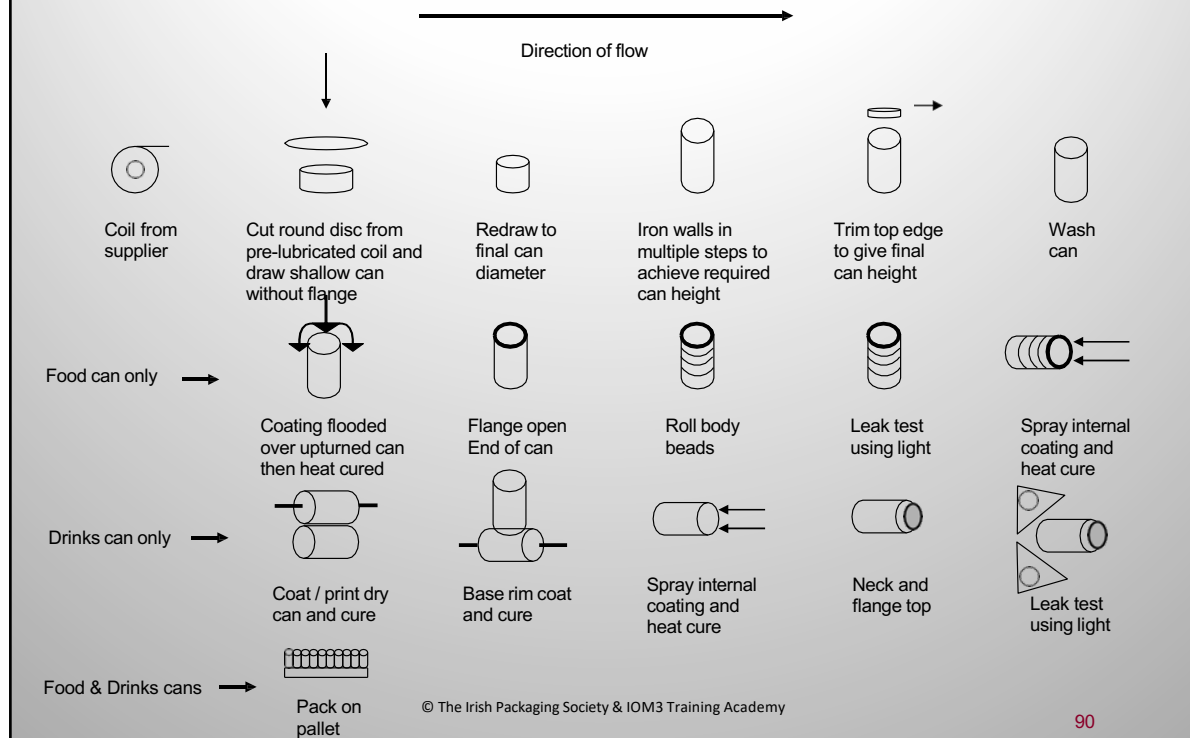 Direction of flow
Coil from
supplier
Cut round disc from
pre-lubricated coil and
draw shallow can
without flange
Redraw to
final can
diameter
Iron walls in
multiple steps to
achieve required
can height
Trim top edge
to give final
can height
Wash
can
Food can only
Coating flooded
over upturned can
then heat cured
Flange open
End of can
Roll body
beads
Leak test
using light
Spray internal
coating and
heat cure
Drinks can only
Coat / print dry
can and cure
Base rim coat
and cure
Spray internal
coating and
heat cure
Neck and
flange top
Leak test
using light
Food & Drinks cans
Pack on
pallet
© The Irish Packaging Society & IOM3 Training Academy
90